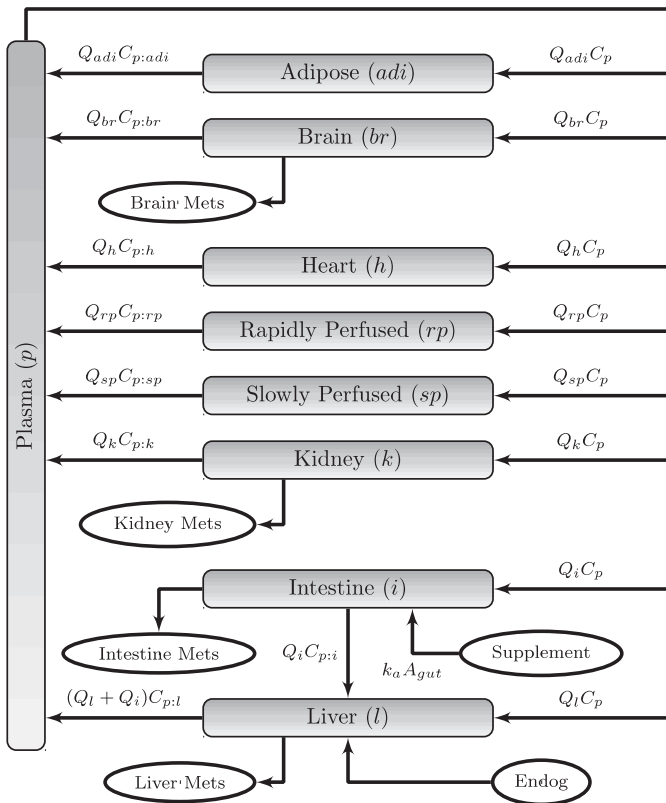 Plasma (p)
Q_{adi}C_{p:adi}
Adipose (adi)
Q_{adi}C_p
Q_{br}C_{p:br}
Brain (br)
Q_{br}C_p
Brain Mets
Q_hC_{p:h}
Heart (h)
Q_hC_p
Q_{rp}C_{p:rp}
Rapidly Perfused (rp)
Q_{rp}C_p
Q_{sp}C_{p:sp}
Slowly Perfused (sp)
Q_{sp}C_p
Q_kC_{p:k}
Kidney (k)
Q_kC_p
Kidney Mets
Intestine (i)
Q_iC_p
Intestine Mets
Q_iC_{p:i}
k_aA_{gut}
Supplement
(Q_l + Q_i)C_{p:l}
Liver (l)
Q_lC_p
Liver Mets
Endog